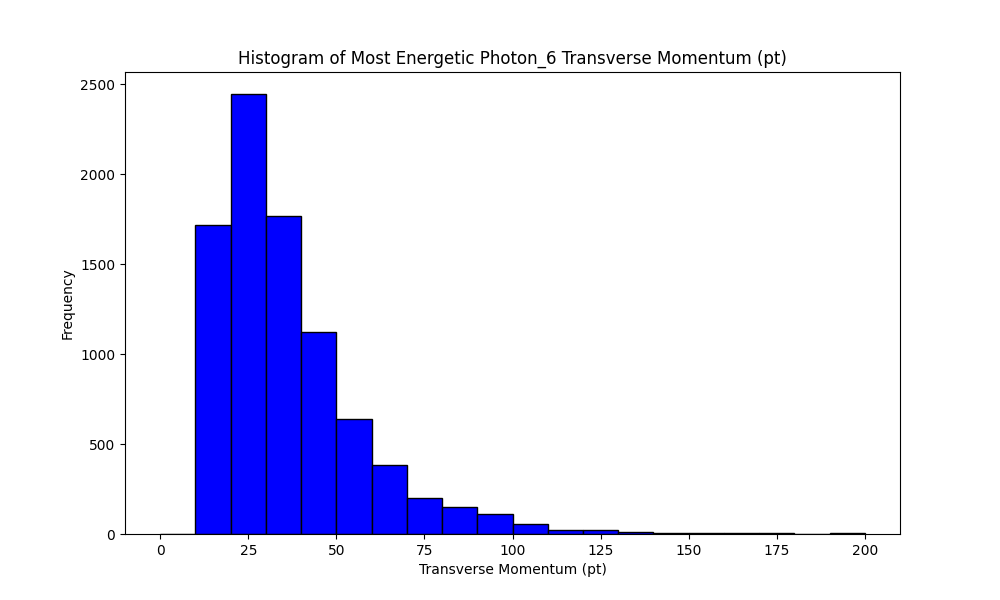 Histogram of Most Energetic Photon_6 Transverse Momentum (pt)
2500
2000
1500
1000
500
0
Frequency
0 25 50 75 100 125 150 175 200
Transverse Momentum (pt)